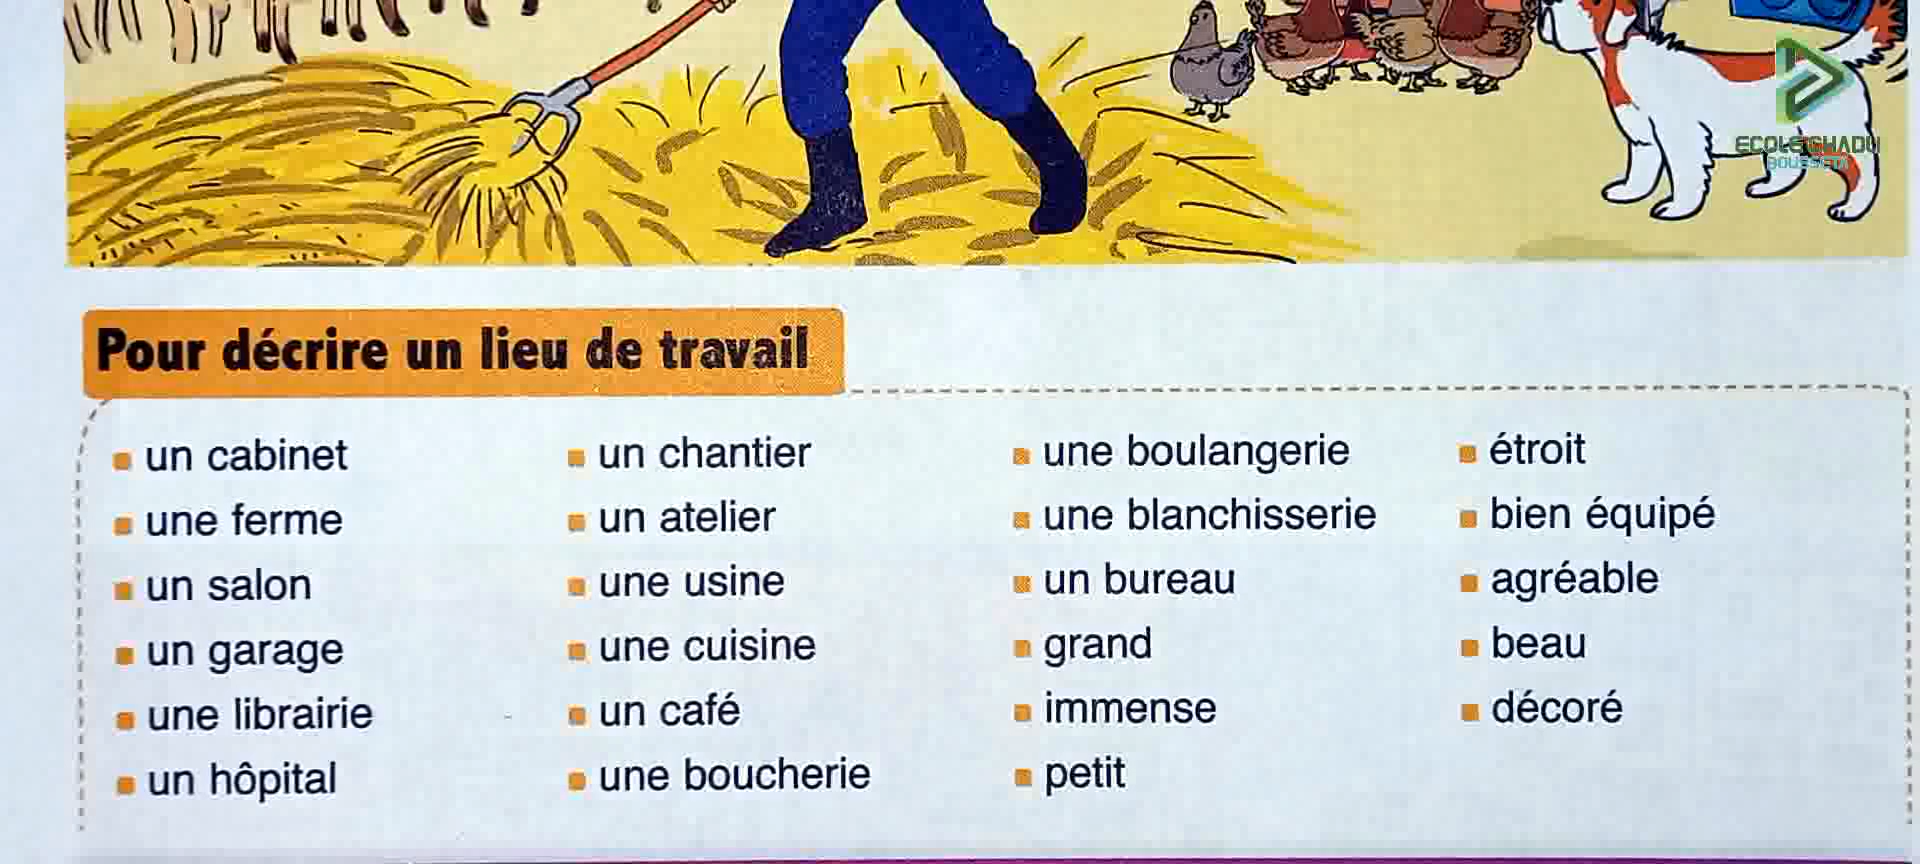 ECOLE GHADU
Pour décrire un lieu de travail
un cabinet
une ferme
un salon
un garage
une librairie
un hôpital
un chantier
un atelier
une usine
une cuisine
un café
une boucherie
une boulangerie
une blanchisserie
un bureau
grand
immense
petit
étroit
bien équipé
agréable
beau
décoré